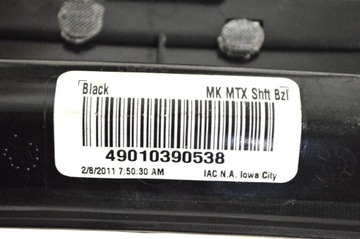 Black MK MTX Shft Bzl
49010390538
2/8/2011 7:50:30 AM IAC N.A. Iowa City